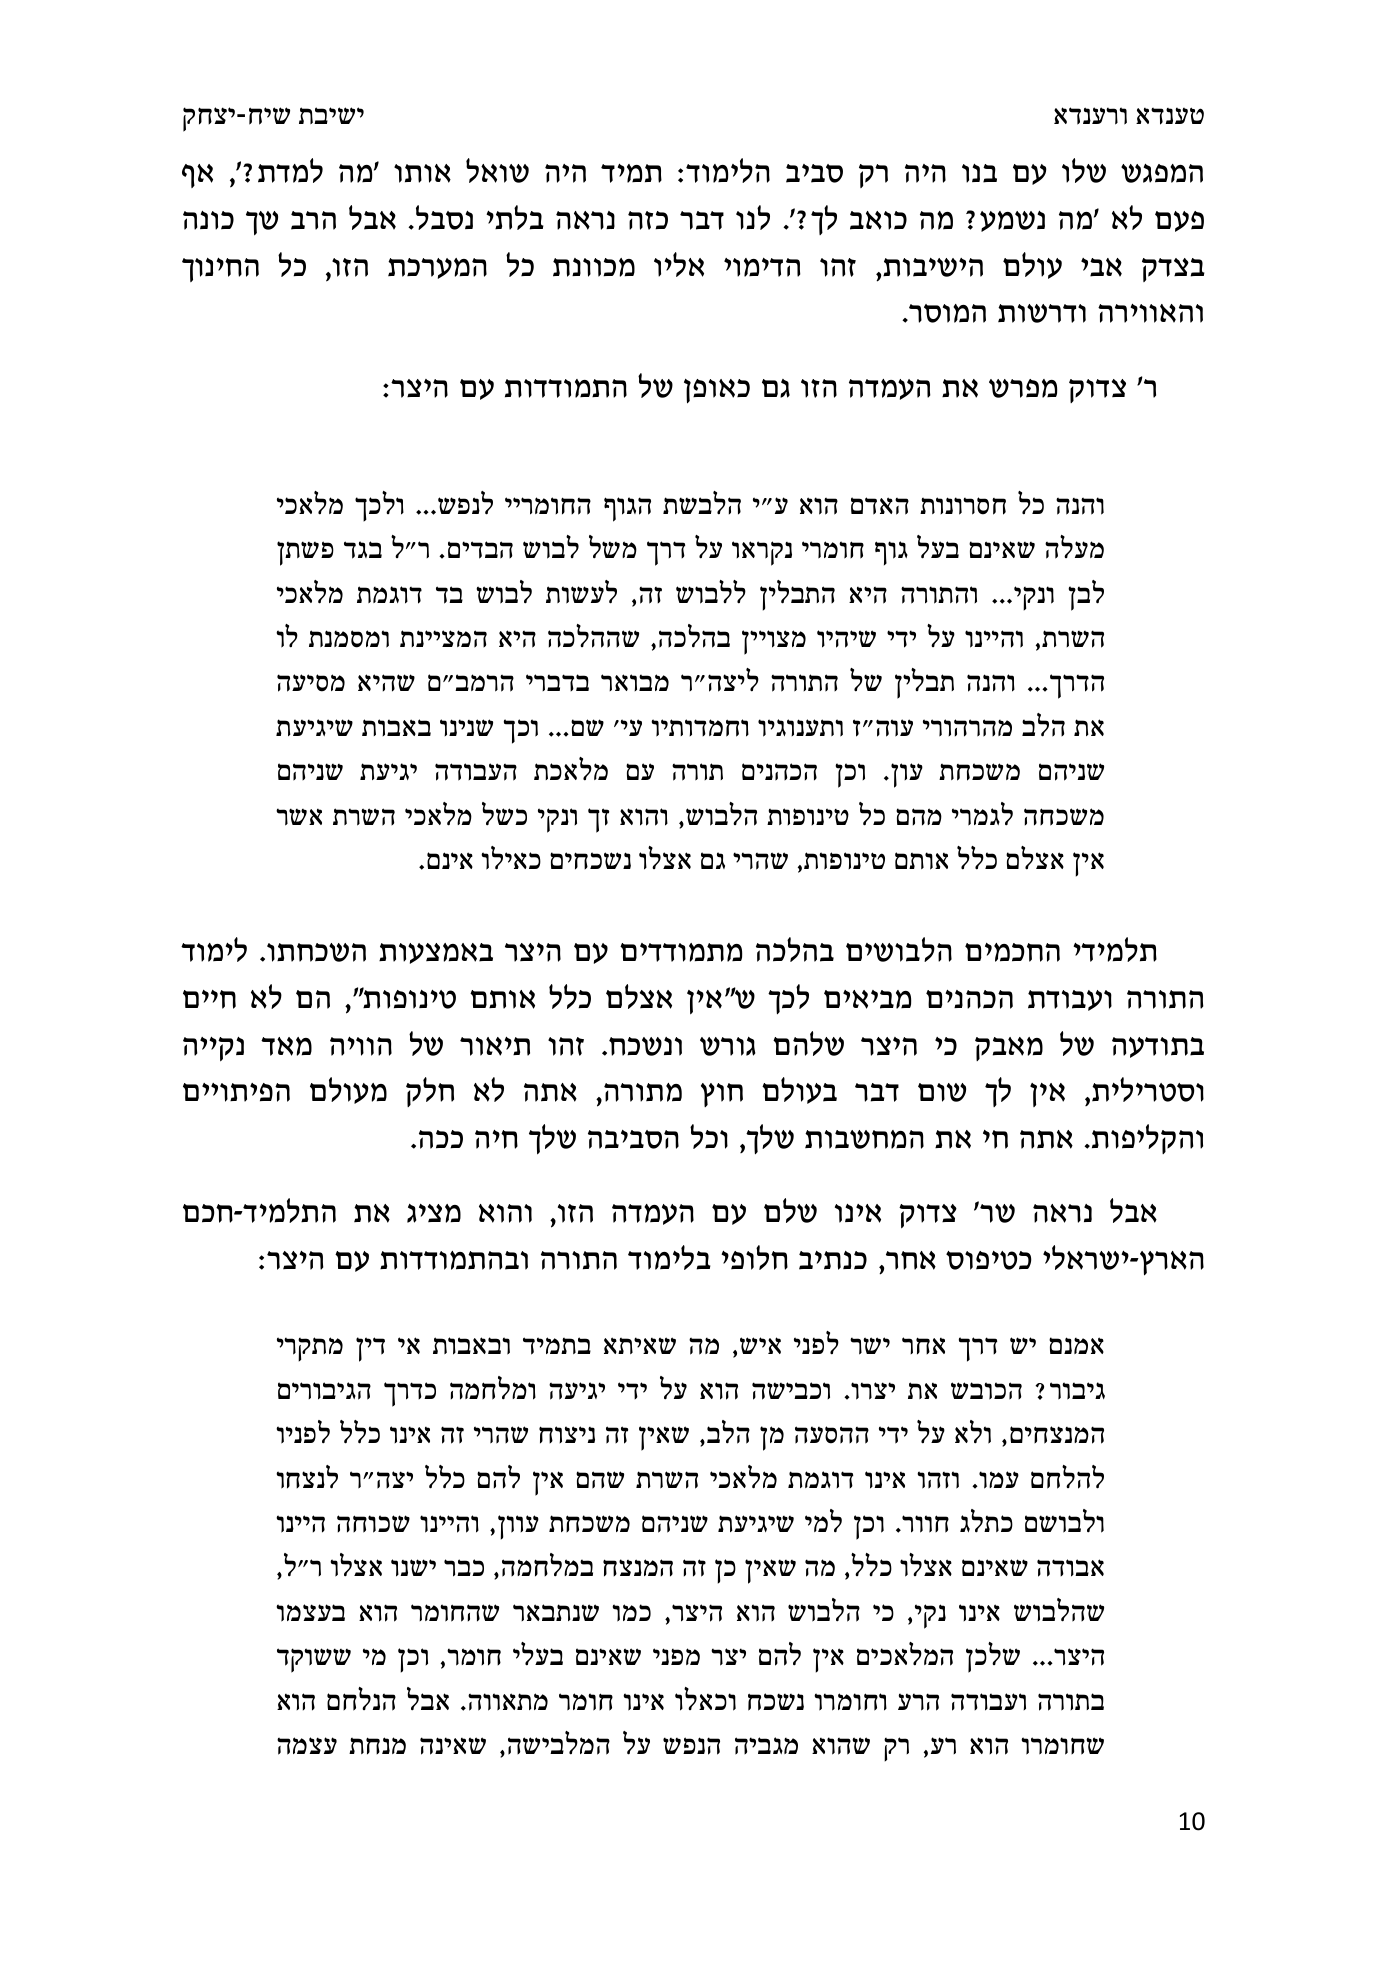 טענדא ורענדא ישיבת שיח-יצחק
המפגש שלו עם בנו היה רק סביב הלימוד: תמיד היה שואל אותו 'מה למדת?', אף
פעם לא 'מה נשמע? מה כואב לך?'. לנו דבר כזה נראה בלתי נסבל. אבל הרב שך כונה
בצדק אבי עולם הישיבות, זהו הדימוי אליו מכוונת כל המערכת הזו, כל החינוך
והאווירה ודרשות המוסר.
ר' צדוק מפרש את העמדה הזו גם כאופן של התמודדות עם היצר:
והנה כל חסרונות האדם הוא ע״י הלבשת הגוף החומריי לנפש... ולכך מלאכי
מעלה שאינם בעל גוף חומרי נקראו על דרך משל לבוש הבדים. ר״ל בגד פשתן
לבן ונקי... והתורה היא התבלין ללבוש זה, לעשות לבוש בד דוגמת מלאכי
השרת, והיינו על ידי שיהיו מצויין בהלכה, שההלכה היא המציינת ומסמנת לו
הדרך... והנה תבלין של התורה ליצה״ר מבואר בדברי הרמב״ם שהיא מסיעה
את הלב מהרהורי עוה״ז ותענוגיו וחמדותיו עי׳ שם... וכך שנינו באבות שיגיעת
שניהם משכחת עון. וכן הכהנים תורה עם מלאכת העבודה יגיעת שניהם
משכחה לגמרי מהם כל טינופות הלבוש, והוא זך ונקי כשל מלאכי השרת אשר
אין אצלם כלל אותם טינופות, שהרי גם אצלו נשכחים כאילו אינם.
תלמידי החכמים הלבושים בהלכה מתמודדים עם היצר באמצעות השכחתו. לימוד
התורה ועבודת הכהנים מביאים לכך ש"אין אצלם כלל אותם טינופות", הם לא חיים
בתודעה של מאבק כי היצר שלהם גורש ונשכח. זהו תיאור של הוויה מאד נקייה
וסטרילית, אין לך שום דבר בעולם חוץ מתורה, אתה לא חלק מעולם הפיתויים
והקליפות. אתה חי את המחשבות שלך, וכל הסביבה שלך חיה ככה.
אבל נראה שר' צדוק אינו שלם עם העמדה הזו, והוא מציג את התלמיד-חכם
הארץ-ישראלי כטיפוס אחר, כנתיב חלופי בלימוד התורה ובהתמודדות עם היצר:
אמנם יש דרך אחר ישר לפני איש, מה שאיתא בתמיד ובאבות אי דין מתקרי
גיבור? הכובש את יצרו. וכבישה הוא על ידי יגיעה ומלחמה כדרך הגיבורים
המנצחים, ולא על ידי ההסעה מן הלב, שאין זה ניצוח שהרי זה אינו כלל לפניו
להלחם עמו. וזהו אינו דוגמת מלאכי השרת שהם אין להם כלל יצה״ר לנצחו
ולבושם כתלג חוור. וכן למי שיגיעת שניהם משכחת עוון, והיינו שכוחה היינו
אבודה שאינם אצלו כלל, מה שאין כן זה המנצח במלחמה, כבר ישנו אצלו ר״ל,
שהלבוש אינו נקי, כי הלבוש הוא היצר, כמו שנתבאר שהחומר הוא בעצמו
היצר... שלכן המלאכים אין להם יצר מפני שאינם בעלי חומר, וכן מי ששוקד
בתורה ועבודה הרע וחומרו נשכח וכאלו אינו חומר מתאווה. אבל הנלחם הוא
שחומרו הוא רע, רק שהוא מגביה הנפש על המלבישה, שאינה מנחת עצמה
10